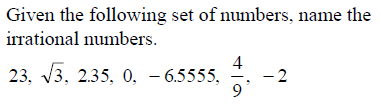 Given the following set of numbers, name the
irrational numbers.
23, √3, 2.35, 0, − 6.5555, 4/9, − 2